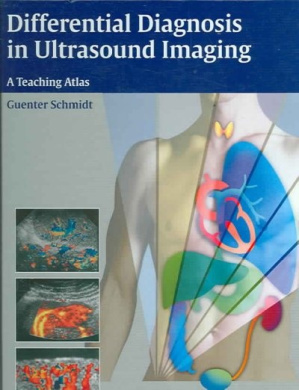 Differential Diagnosis
in Ultrasound Imaging
A Teaching Atlas
Guenter Schmidt